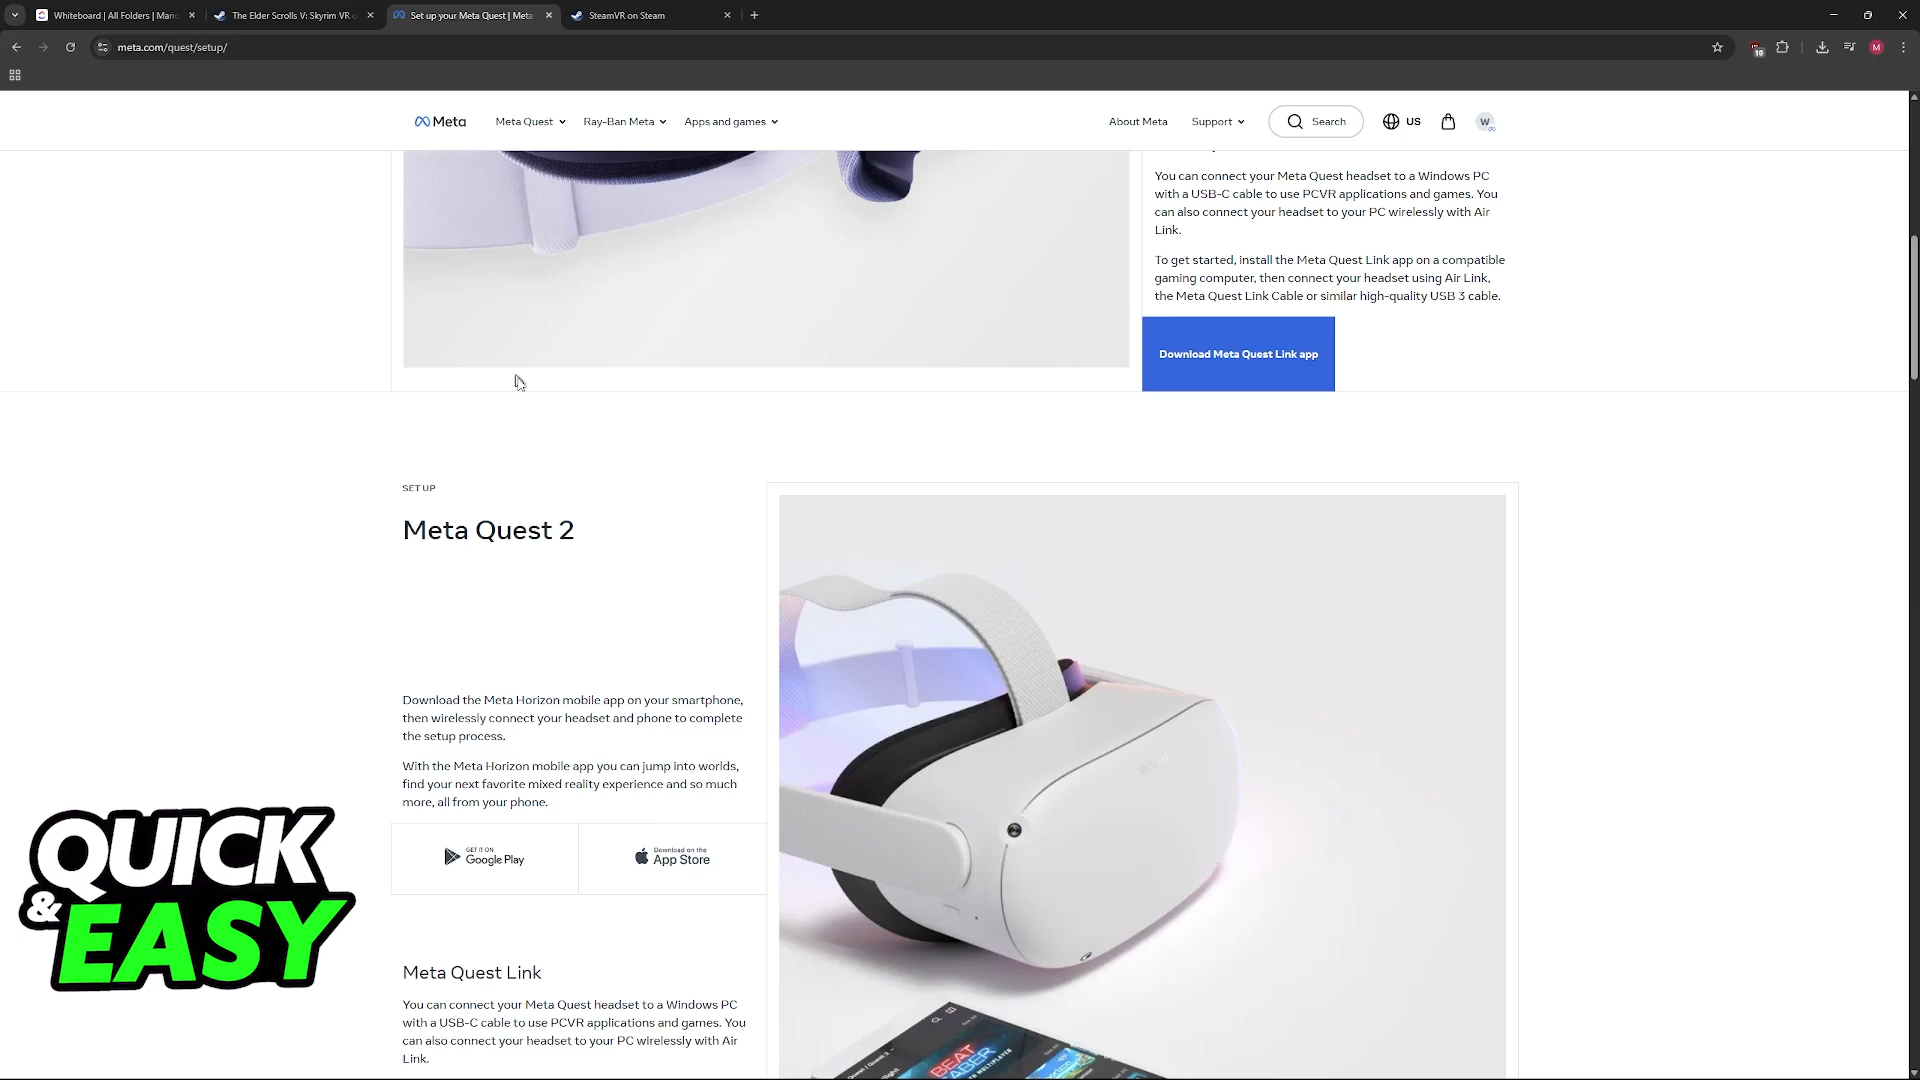 Whiteboard | All Folders | Mario
The Elder Scrolls V: Skyrim VR o
Set up your Meta Quest | Meta
SteamVR on Steam
meta.com/quest/setup/
10
M
Meta
Meta Quest
Ray-Ban Meta
Apps and games
About Meta
Support
Search
US
W
You can connect your Meta Quest headset to a Windows PC
with a USB-C cable to use PCVR applications and games. You
can also connect your headset to your PC wirelessly with Air
Link.
To get started, install the Meta Quest Link app on a compatible
gaming computer, then connect your headset using Air Link,
the Meta Quest Link Cable or similar high-quality USB 3 cable.
Download Meta Quest Link app
SET UP
Meta Quest 2
Download the Meta Horizon mobile app on your smartphone,
then wirelessly connect your headset and phone to complete
the setup process.
With the Meta Horizon mobile app you can jump into worlds,
find your next favorite mixed reality experience and so much
more, all from your phone.
GET IT ON
Google Play
Download on the
App Store
Meta Quest Link
You can connect your Meta Quest headset to a Windows PC
with a USB-C cable to use PCVR applications and games. You
can also connect your headset to your PC wirelessly with Air
Link.
BEAT
SABER
MULTIPLAYER
QUICK
& EASY